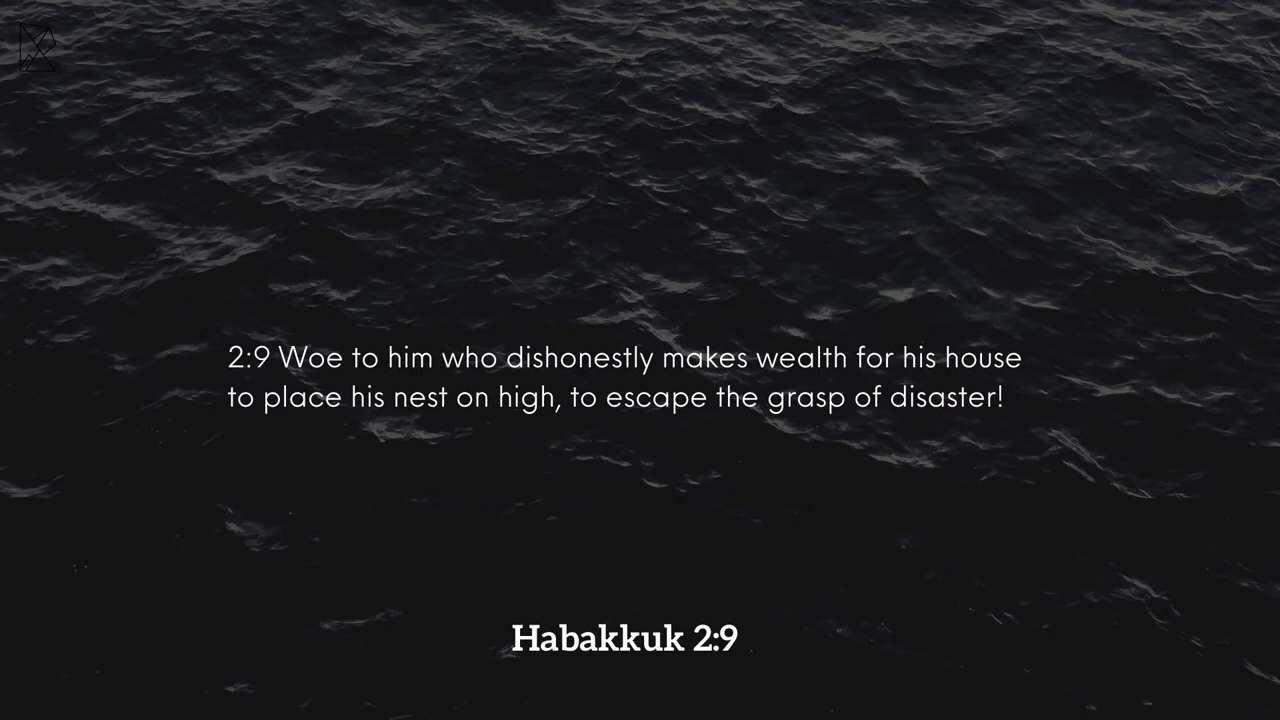 2:9 Woe to him who dishonestly makes wealth for his house
to place his nest on high, to escape the grasp of disaster!
Habakkuk 2:9